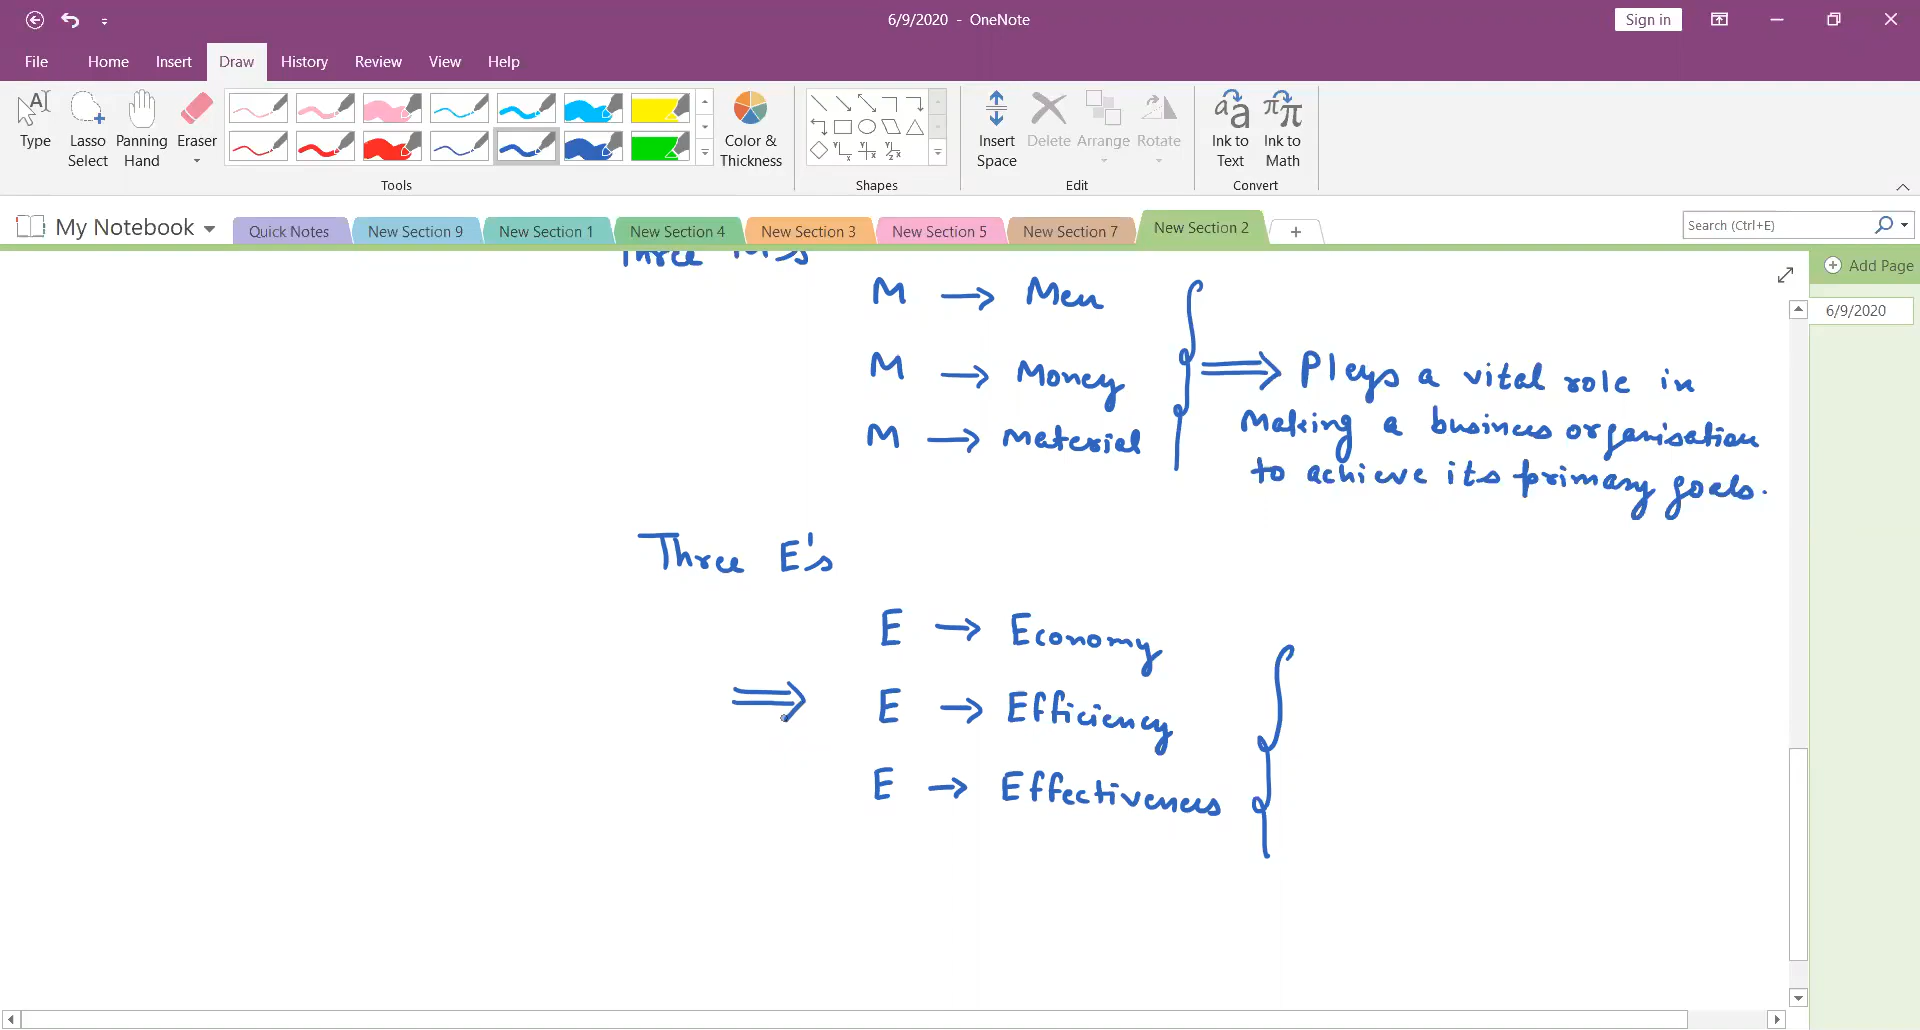 6/9/2020 - OneNote
Sign in
File Home Insert Draw History Review View Help
Type
Lasso Select
Panning Hand
Eraser
Color & Thickness
Insert Space
Delete
Arrange
Rotate
Ink to Text
Ink to Math
Tools
Shapes
Edit
Convert
My Notebook
Quick Notes New Section 9 New Section 1 New Section 4 New Section 3 New Section 5 New Section 7 New Section 2
Search (Ctrl+E)
Add Page
6/9/2020
Three M's
M → Men
M → Money
M → Material
⇒ Plays a vital role in
making a business organisation
to achieve its primary goals.
Three E's
E → Economy
⇒ E → Efficiency
E → Effectiveness